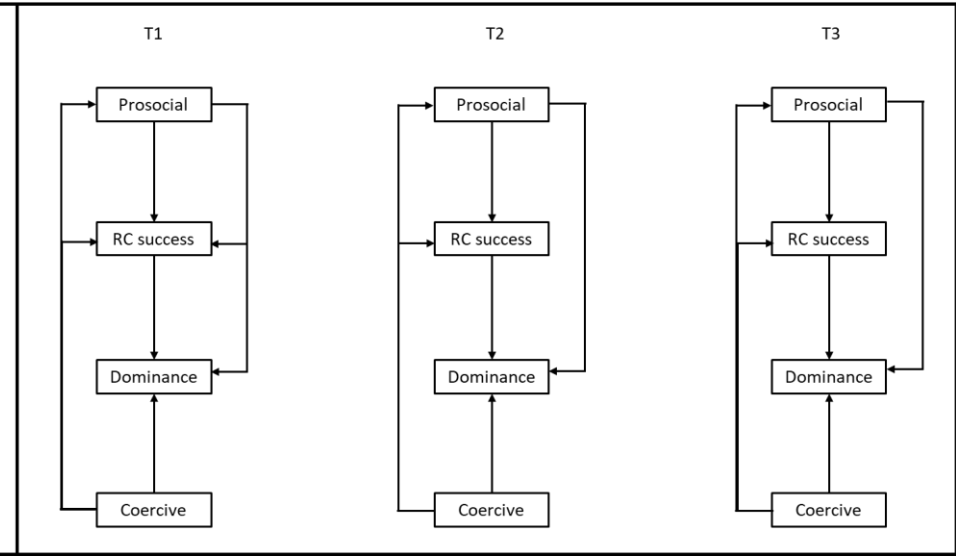 T1
T2
T3
Prosocial
Prosocial
Prosocial
RC success
RC success
RC success
Dominance
Dominance
Dominance
Coercive
Coercive
Coercive